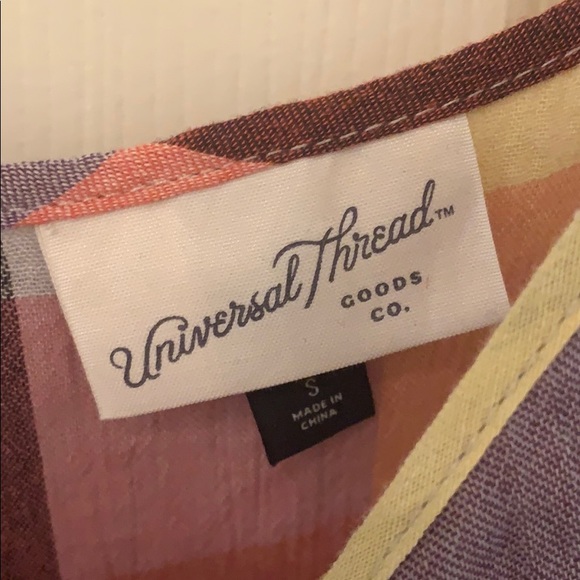 Universal Thread™
GOODS
CO.
S
MADE IN
CHINA